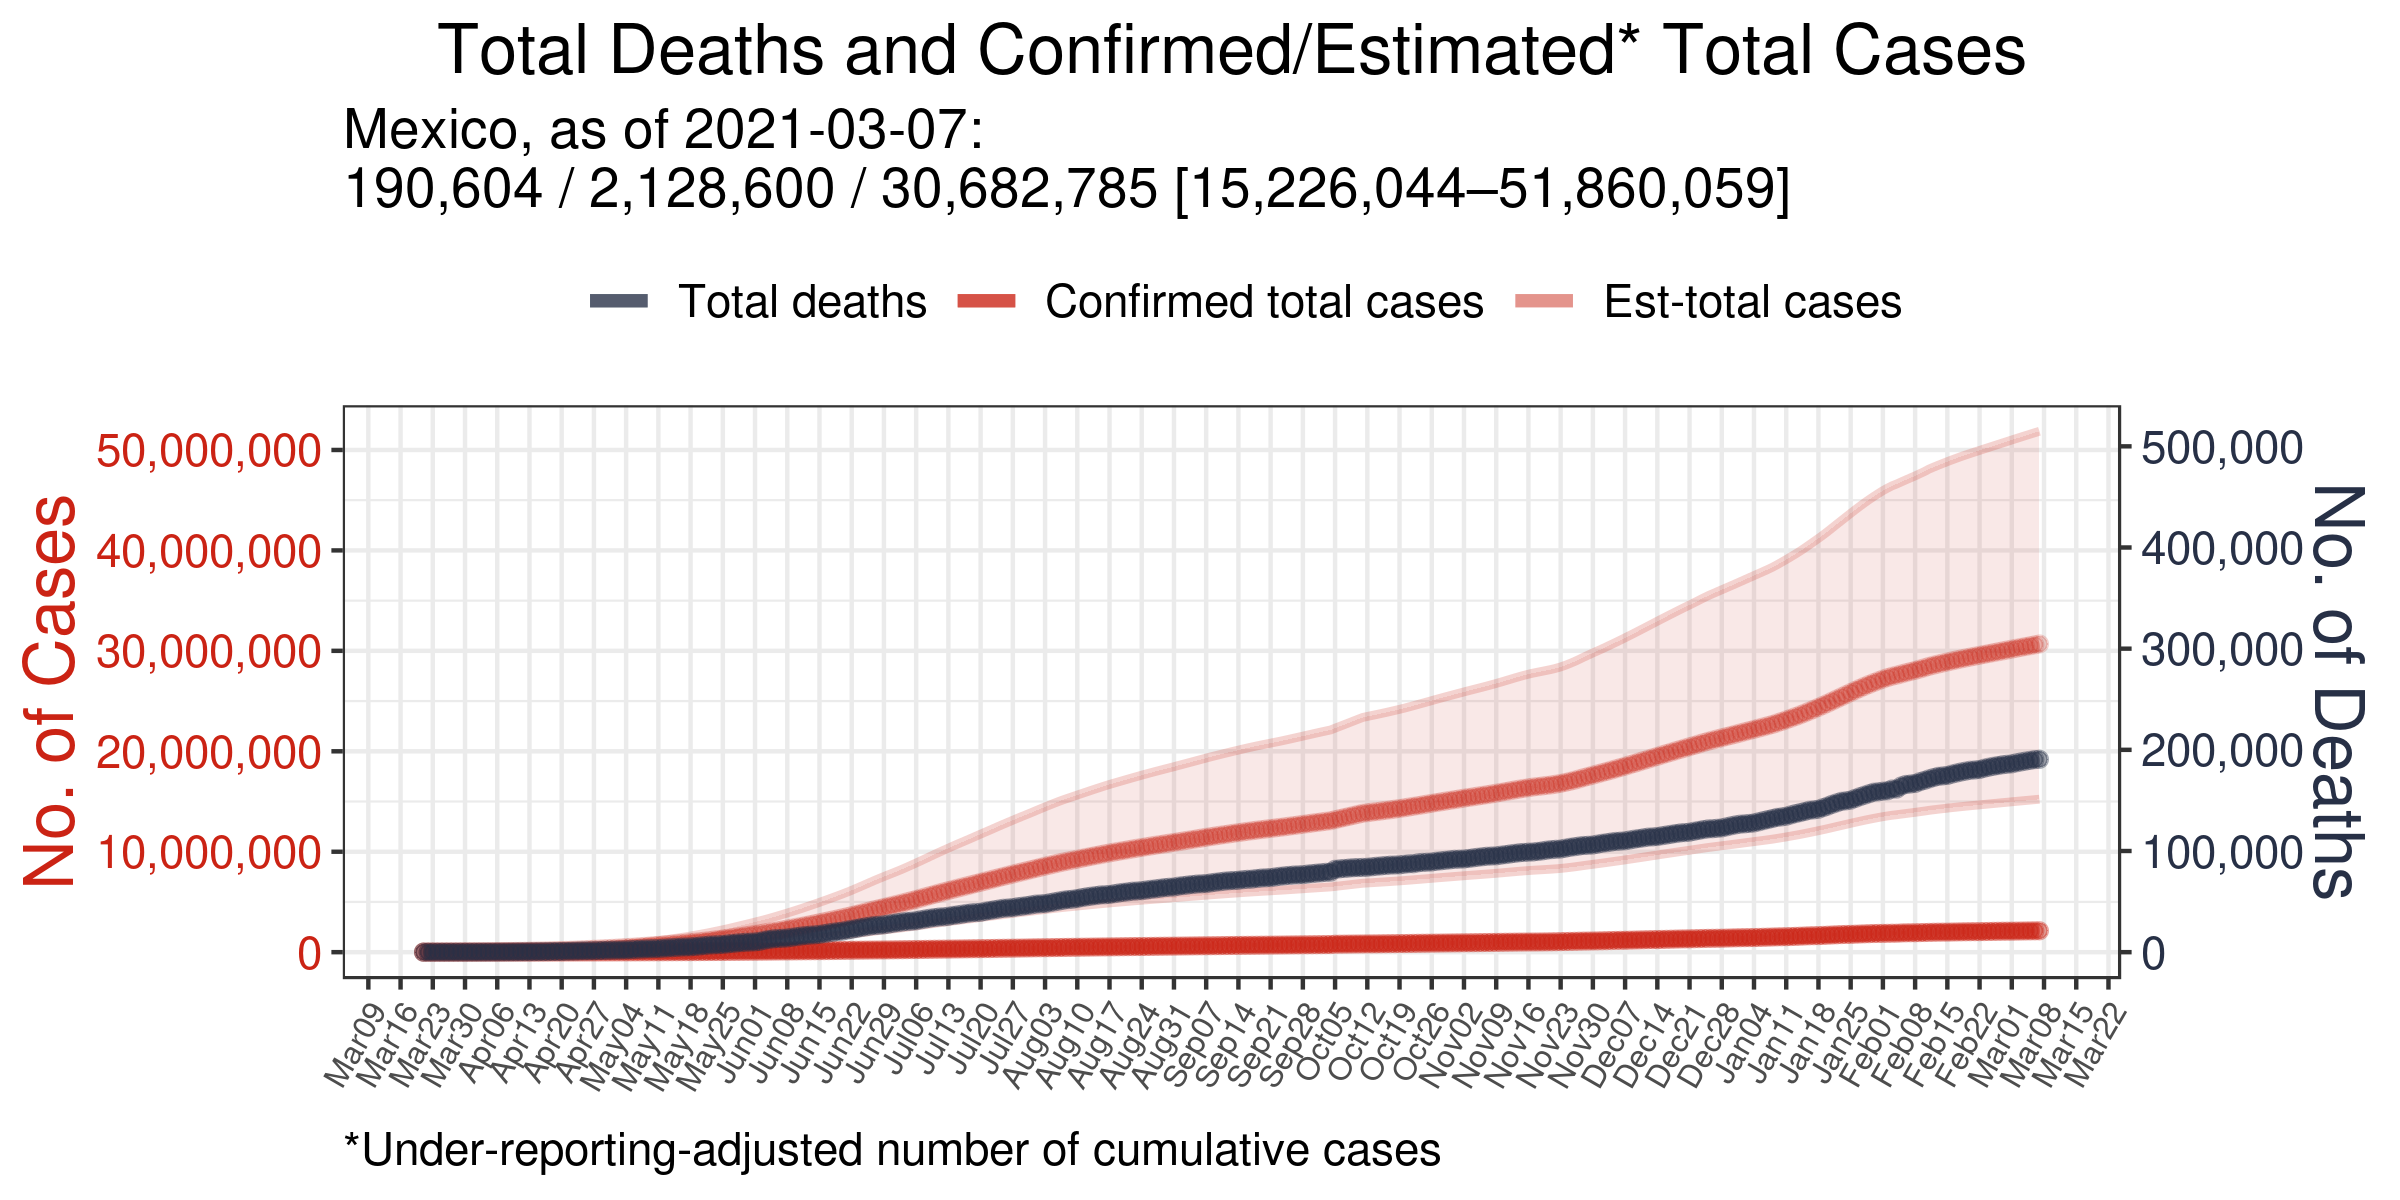 Total Deaths and Confirmed/Estimated* Total Cases
Mexico, as of 2021-03-07:
190,604 / 2,128,600 / 30,682,785 [15,226,044–51,860,059]
Total deaths
Confirmed total cases
Est-total cases
No. of Cases
50,000,000
40,000,000
30,000,000
20,000,000
10,000,000
0
500,000
400,000
300,000
200,000
100,000
0
No. of Deaths
Mar09
Mar16
Mar23
Mar30
Apr06
Apr13
Apr20
Apr27
May04
May11
May18
May25
Jun01
Jun08
Jun15
Jun22
Jun29
Jul06
Jul13
Jul20
Jul27
Aug03
Aug10
Aug17
Aug24
Aug31
Sep07
Sep14
Sep21
Sep28
Oct05
Oct12
Oct19
Oct26
Nov02
Nov09
Nov16
Nov23
Nov30
Dec07
Dec14
Dec21
Dec28
Jan04
Jan11
Jan18
Jan25
Feb01
Feb08
Feb15
Feb22
Mar01
Mar08
Mar15
Mar22
*Under-reporting-adjusted number of cumulative cases